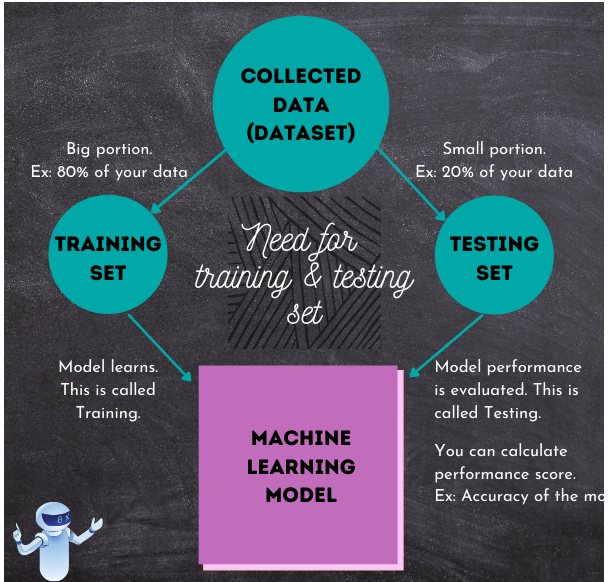 COLLECTED
DATA
(DATASET)
Big portion.
Ex: 80% of your data
Small portion.
Ex: 20% of your data
TRAINING
SET
Need for
training & testing
set
TESTING
SET
Model learns.
This is called
Training.
Model performance
is evaluated. This is
called Testing.
MACHINE
LEARNING
MODEL
You can calculate
performance score.
Ex: Accuracy of the mo